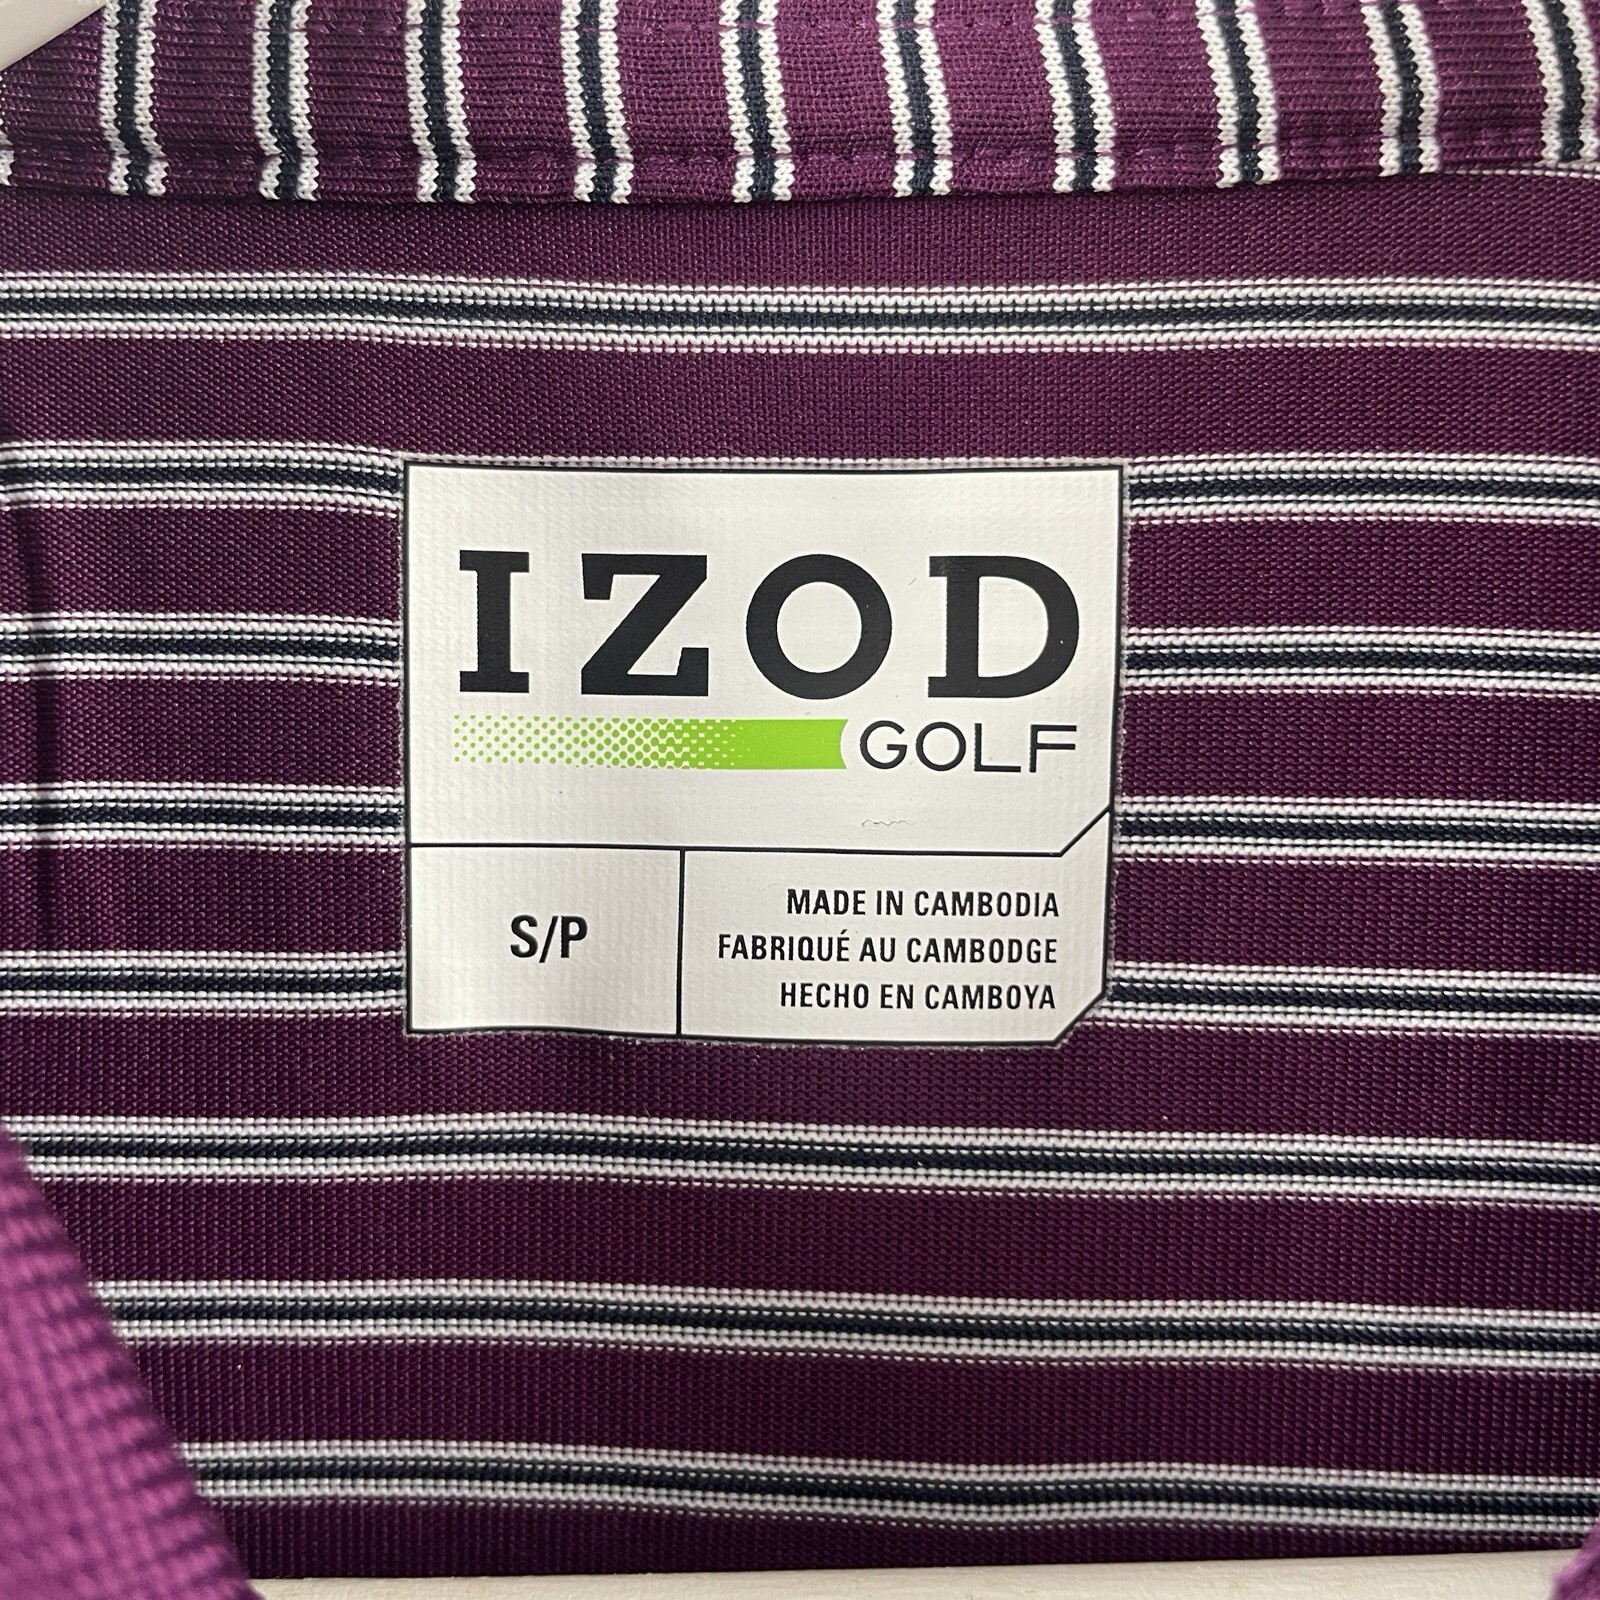 IZOD
GOLF
S/P
MADE IN CAMBODIA
FABRIQUÉ AU CAMBODGE
HECHO EN CAMBOYA